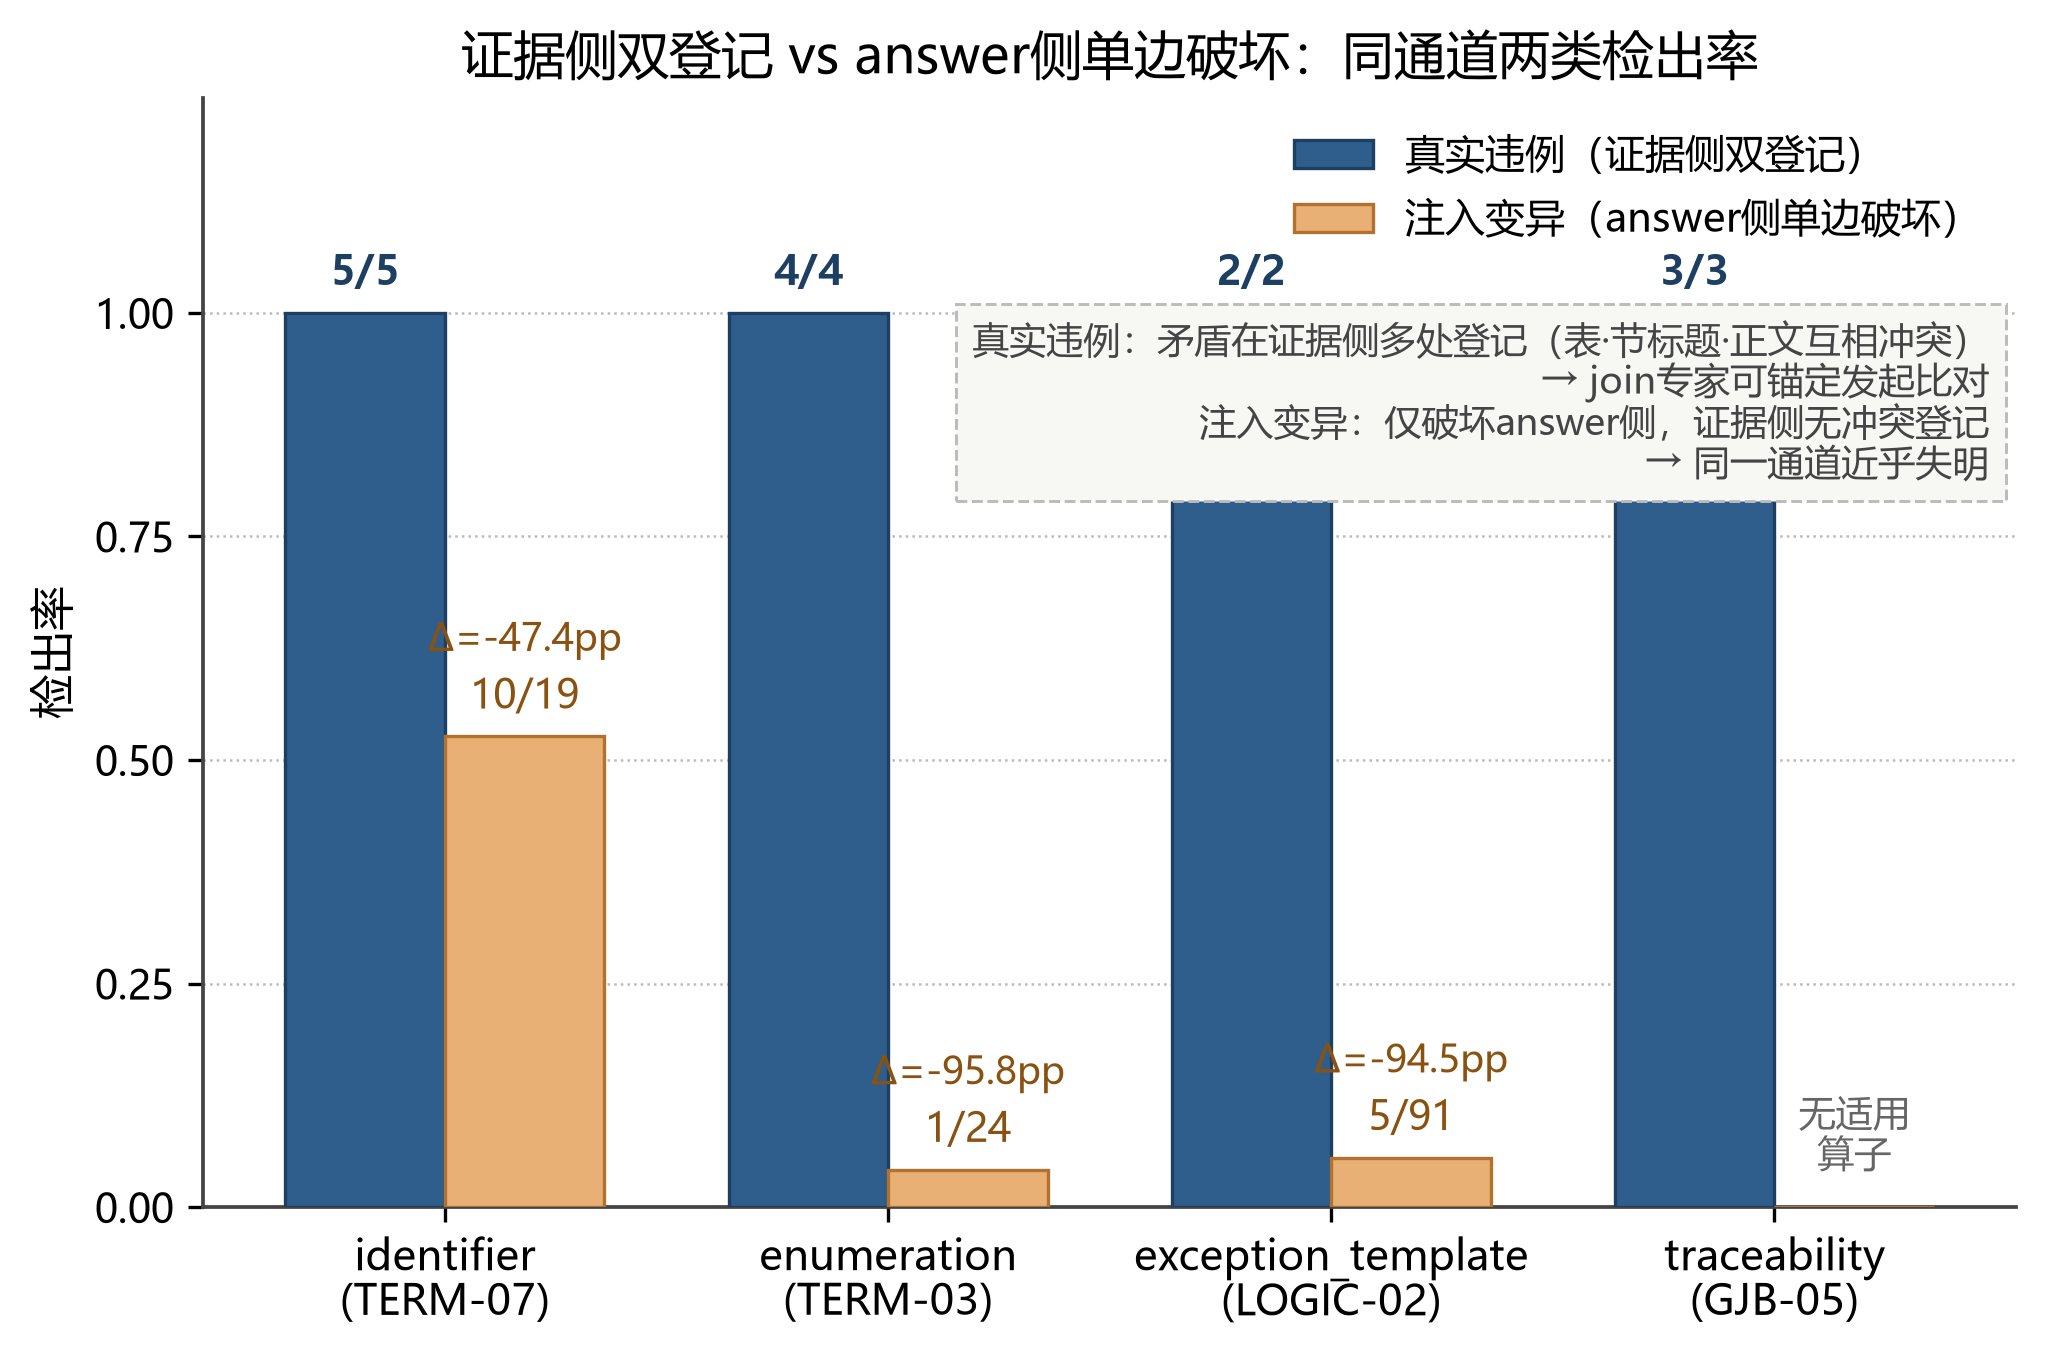 证据侧双登记 vs answer侧单边破坏：同通道两类检出率
真实违例（证据侧双登记）
注入变异（answer侧单边破坏）
5/5
4/4
2/2
3/3
真实违例：矛盾在证据侧多处登记（表·节标题·正文互相冲突）
→ join专家可锚定发起比对
注入变异：仅破坏answer侧，证据侧无冲突登记
→ 同一通道近乎失明
检出率
1.00
0.75
0.50
0.25
0.00
Δ=-47.4pp
10/19
Δ=-95.8pp
1/24
Δ=-94.5pp
5/91
无适用
算子
identifier
(TERM-07)
enumeration
(TERM-03)
exception_template
(LOGIC-02)
traceability
(GJB-05)